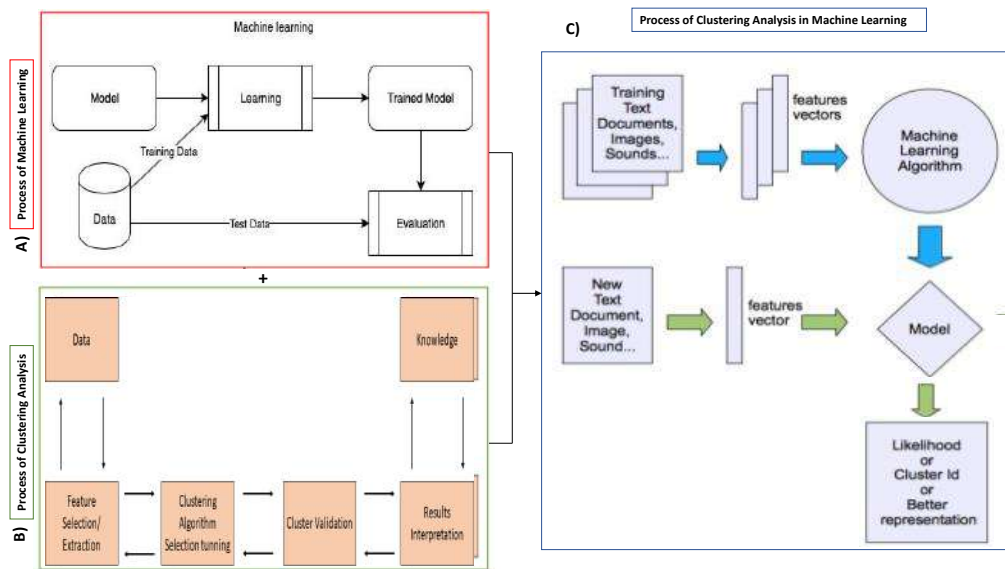 Process of Machine Learning
A)
Machine learning
Model
Learning
Trained Model
Training Data
Data
Test Data
Evaluation
+
Process of Clustering Analysis
B)
Data
Knowledge
Feature
Selection/
Extraction
Clustering
Algorithm
Selection tunning
Cluster Validation
Results
Interpretation
C)
Process of Clustering Analysis in Machine Learning
Training
Text
Documents,
Images,
Sounds...
features
vectors
Machine
Learning
Algorithm
New
Text
Document,
Image,
Sound...
features
vector
Model
Likelihood
or
Cluster Id
or
Better
representation